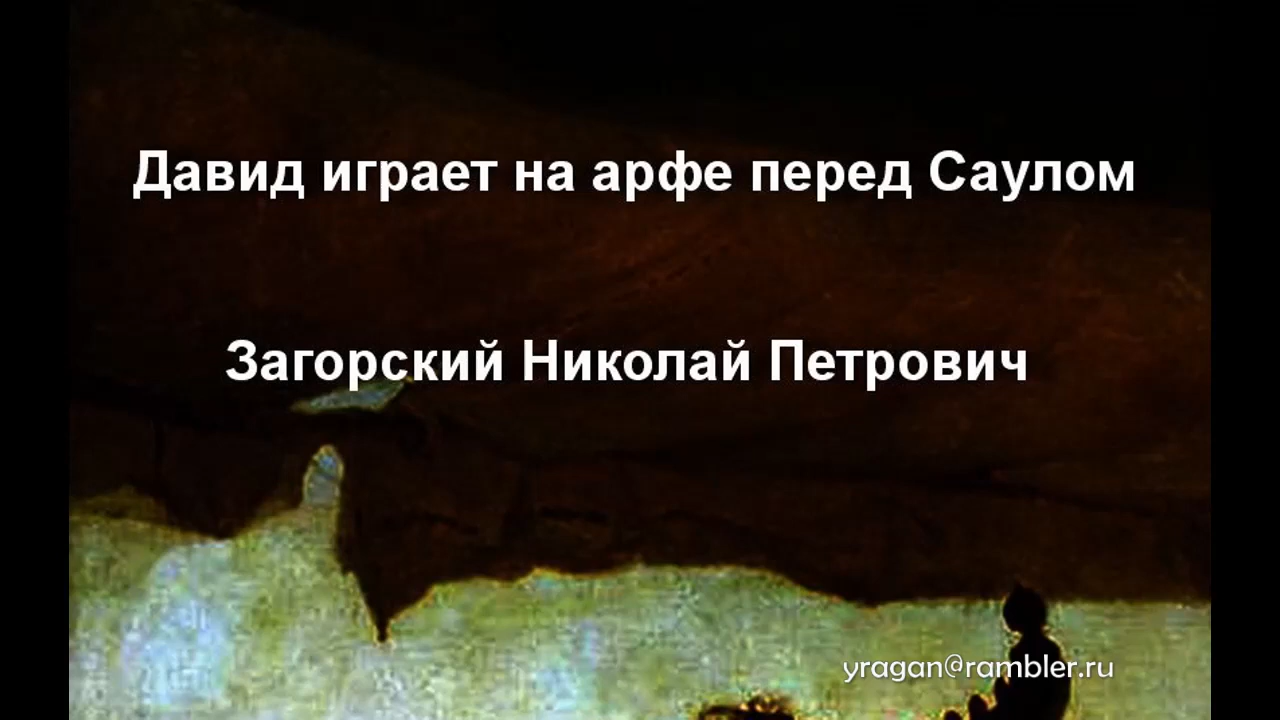 Давид играет на арфе перед Саулом
Загорский Николай Петрович
yragan@rambler.ru